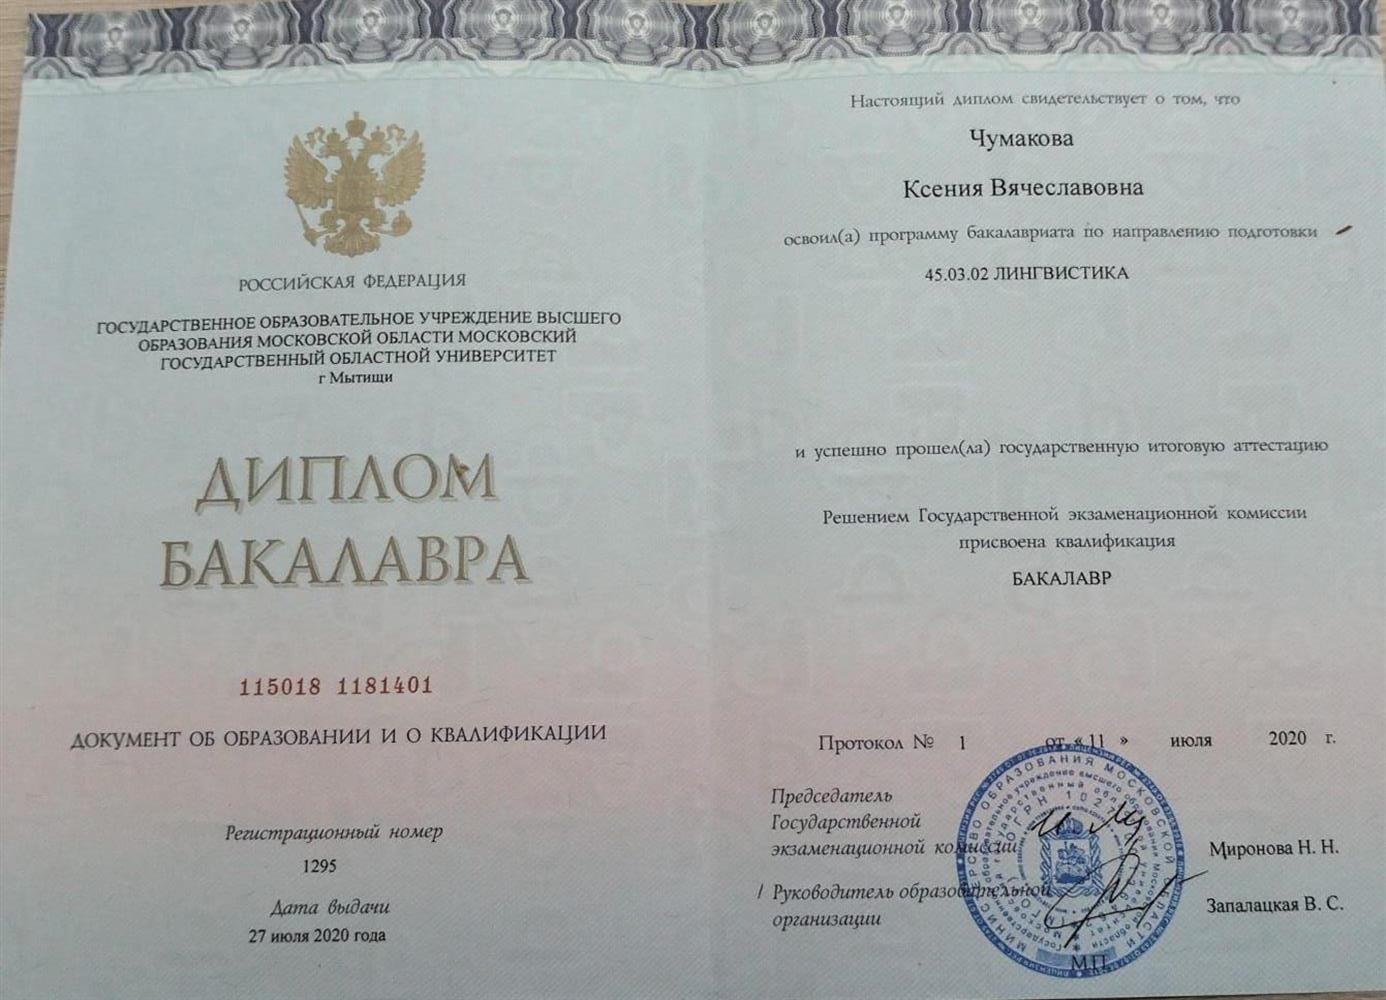 РОССИЙСКАЯ ФЕДЕРАЦИЯ
ГОСУДАРСТВЕННОЕ ОБРАЗОВАТЕЛЬНОЕ УЧРЕЖДЕНИЕ ВЫСШЕГО
ОБРАЗОВАНИЯ МОСКОВСКОЙ ОБЛАСТИ МОСКОВСКИЙ
ГОСУДАРСТВЕННЫЙ ОБЛАСТНОЙ УНИВЕРСИТЕТ
г Мытищи
ДИПЛОМ
БАКАЛАВРА
115018 1181401
ДОКУМЕНТ ОБ ОБРАЗОВАНИИ И О КВАЛИФИКАЦИИ
Регистрационный номер
1295
Дата выдачи
27 июля 2020 года
Настоящий диплом свидетельствует о том, что
Чумакова
Ксения Вячеславовна
освоил(а) программу бакалавриата по направлению подготовки
45.03.02 ЛИНГВИСТИКА
и успешно прошел(ла) государственную итоговую аттестацию
Решением Государственной экзаменационной комиссии
присвоена квалификация
БАКАЛАВР
Протокол № 1 от «11 » июля 2020 г.
Председатель
Государственной
экзаменационной комиссии
Миронова Н. Н.
/ Руководитель образовательной
организации
Запалацкая В. С.
МИНИСТЕРСТВО ОБРАЗОВАНИЯ МОСКОВСКОЙ ОБЛАСТИ
М.П.